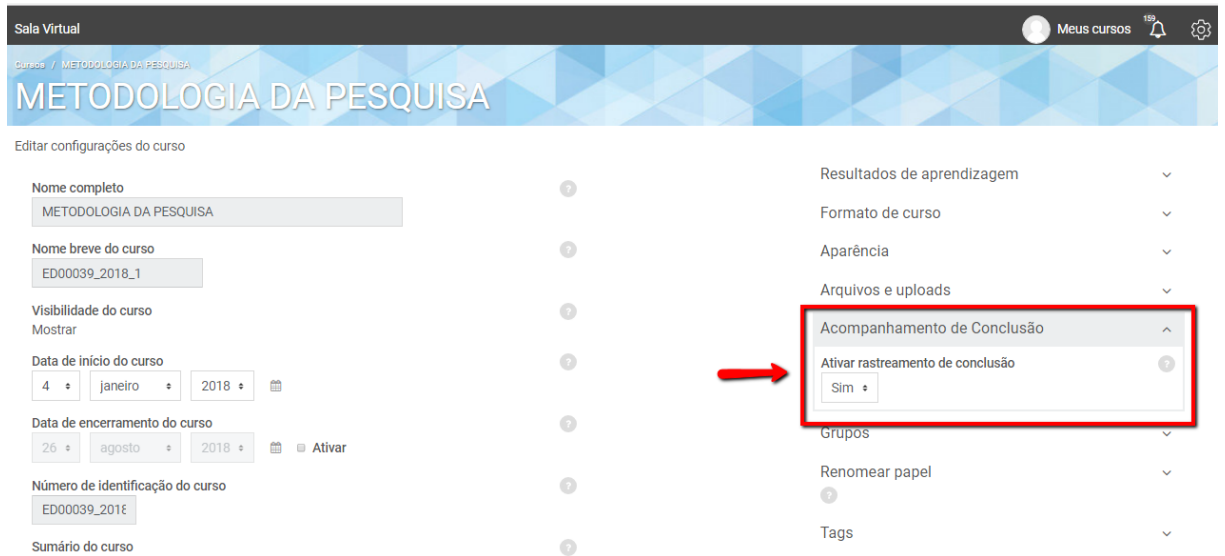 Sala Virtual
Meus cursos
159
Cursos / METODOLOGIA DA PESQUISA
METODOLOGIA DA PESQUISA
Editar configurações do curso
Nome completo
?
METODOLOGIA DA PESQUISA
Nome breve do curso
?
ED00039_2018_1
Visibilidade do curso
?
Mostrar
Data de início do curso
?
4 janeiro 2018
Data de encerramento do curso
?
26 agosto 2018 Ativar
Número de identificação do curso
?
ED00039_2018
Sumário do curso
?
Resultados de aprendizagem
Formato de curso
Aparência
Arquivos e uploads
Acompanhamento de Conclusão
Ativar rastreamento de conclusão
?
Sim
Grupos
Renomear papel
?
Tags